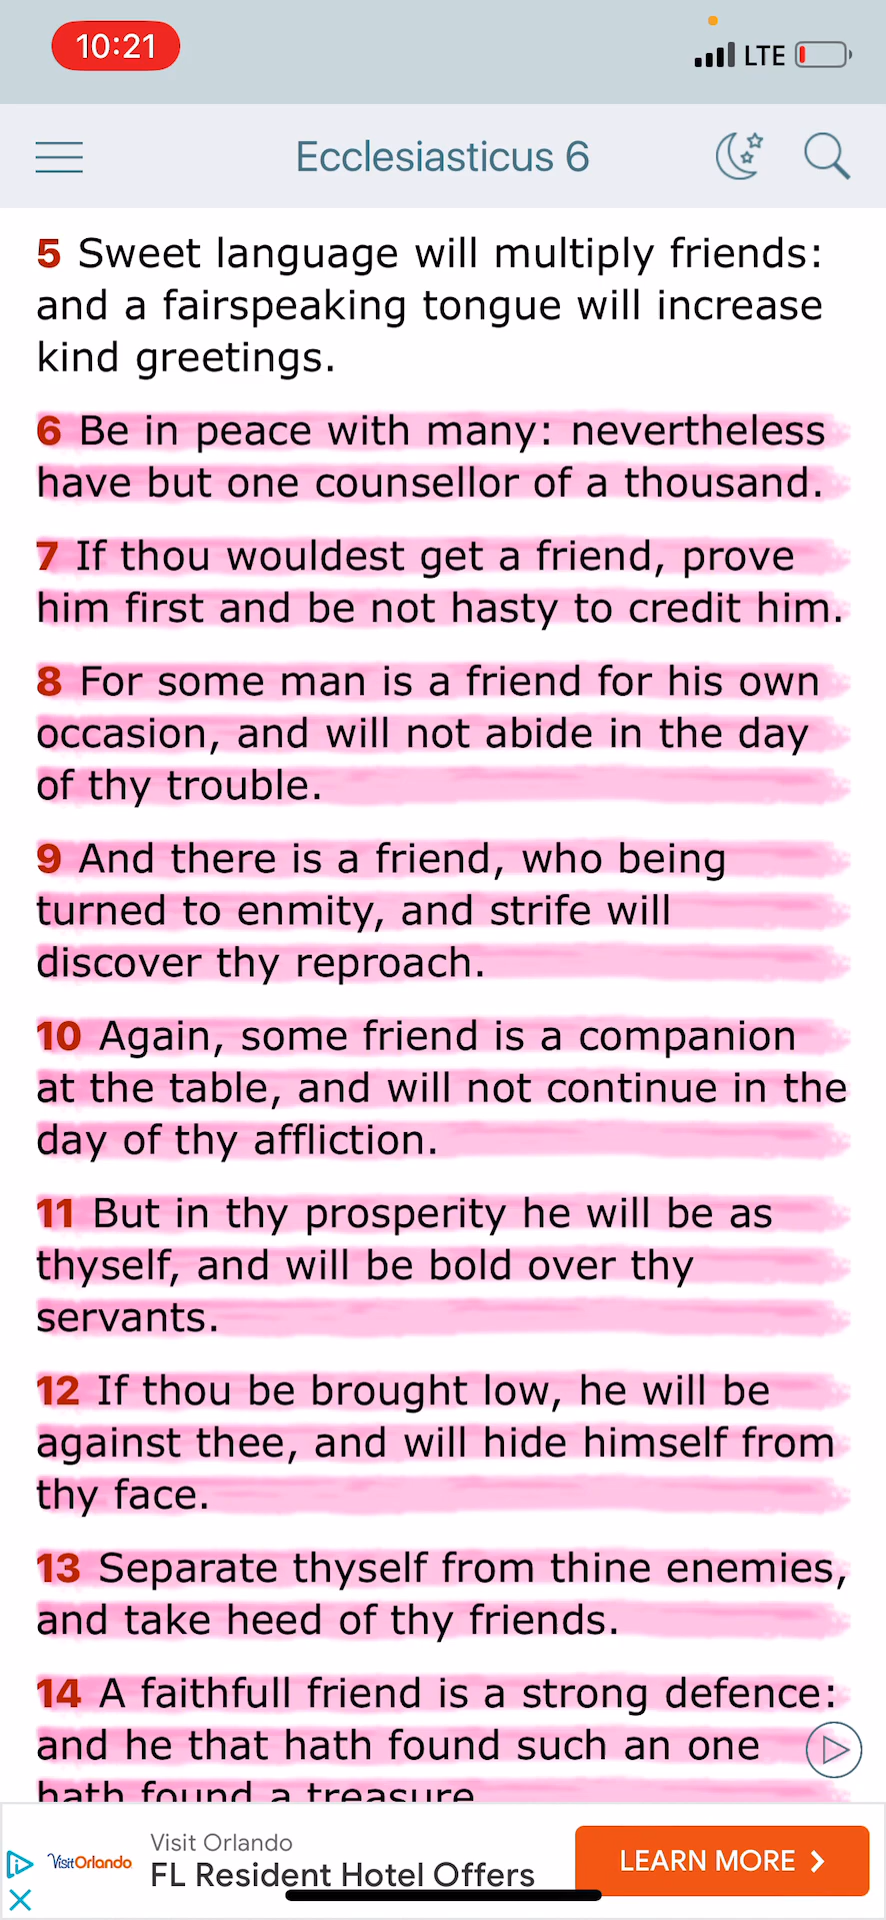 10:21
LTE
Ecclesiasticus 6
5 Sweet language will multiply friends:
and a fairspeaking tongue will increase
kind greetings.
6 Be in peace with many: nevertheless
have but one counsellor of a thousand.
7 If thou wouldest get a friend, prove
him first and be not hasty to credit him.
8 For some man is a friend for his own
occasion, and will not abide in the day
of thy trouble.
9 And there is a friend, who being
turned to enmity, and strife will
discover thy reproach.
10 Again, some friend is a companion
at the table, and will not continue in the
day of thy affliction.
11 But in thy prosperity he will be as
thyself, and will be bold over thy
servants.
12 If thou be brought low, he will be
against thee, and will hide himself from
thy face.
13 Separate thyself from thine enemies,
and take heed of thy friends.
14 A faithfull friend is a strong defence:
and he that hath found such an one
hath found a treasure
Visit Orlando
VisitOrlando
FL Resident Hotel Offers
LEARN MORE